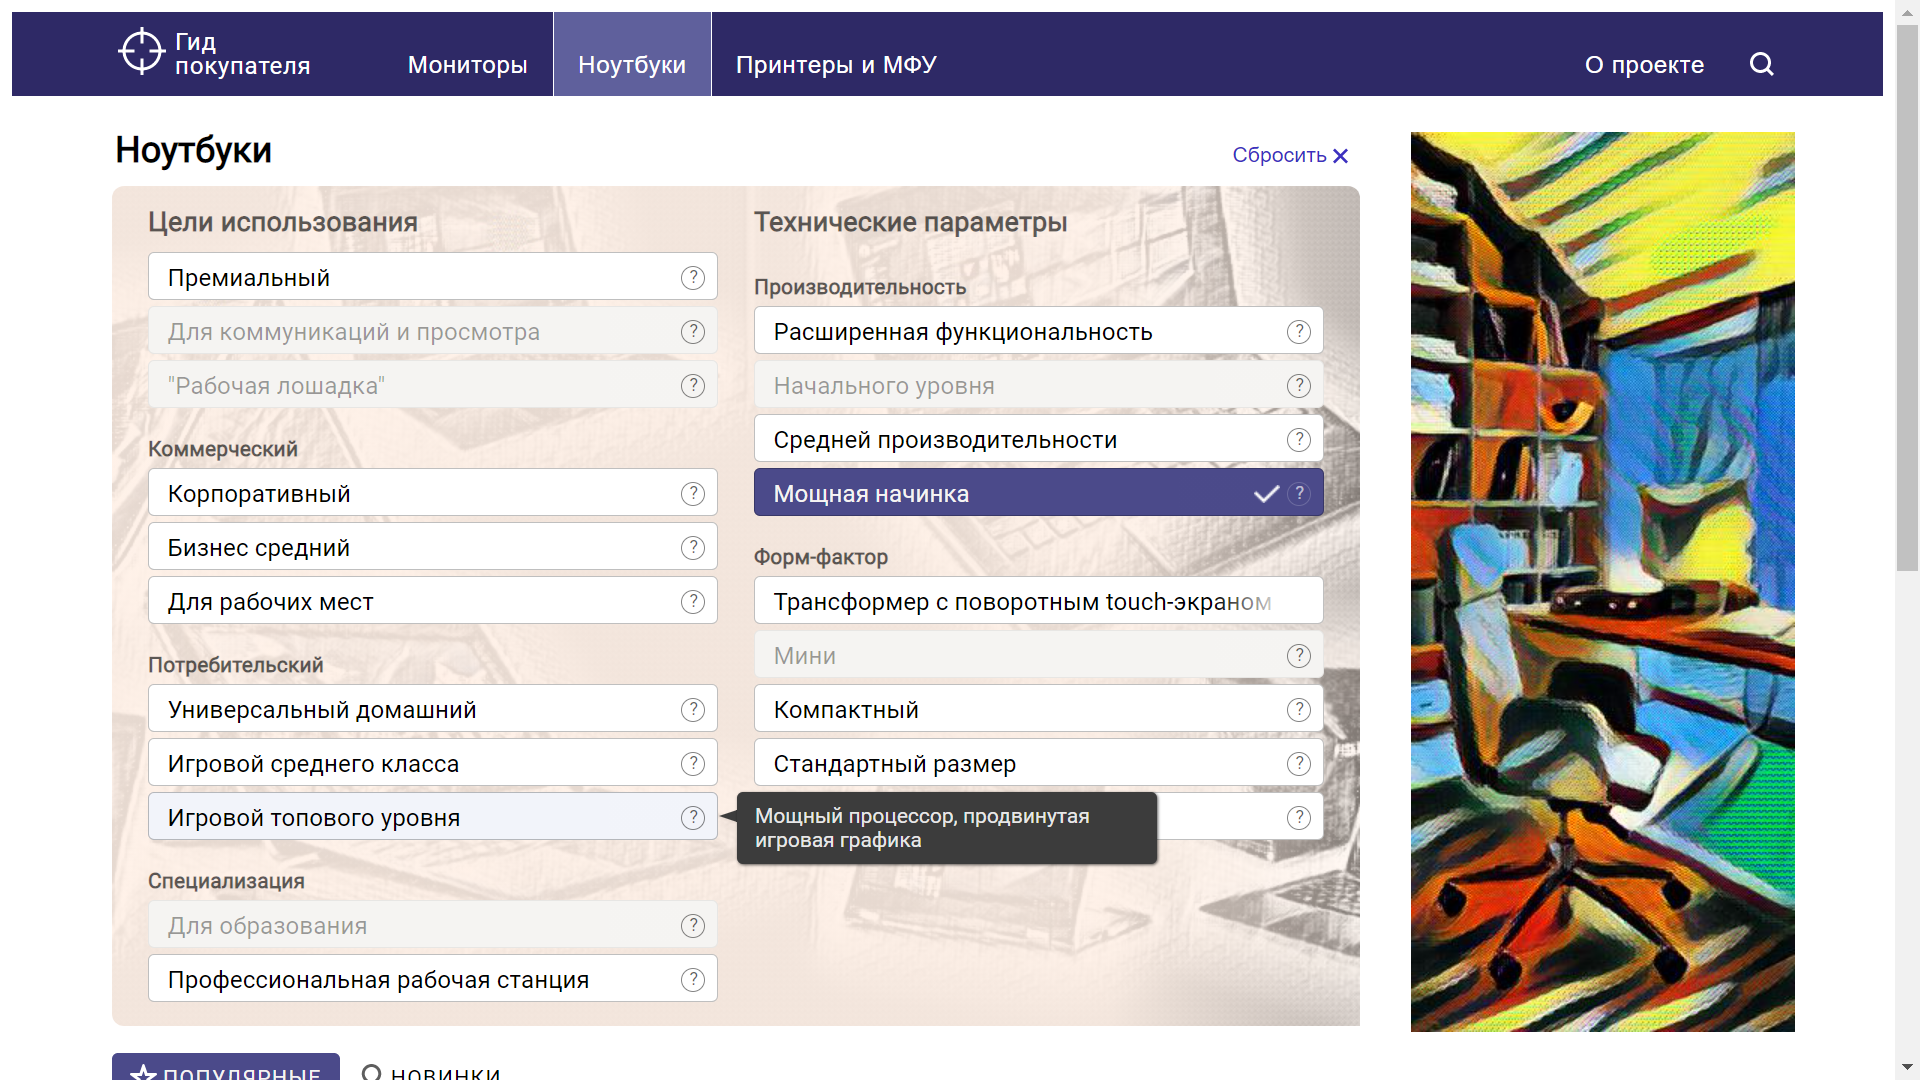 Гид
покупателя
Мониторы
Ноутбуки
Принтеры и МФУ
О проекте
Ноутбуки
Сбросить
Цели использования
Премиальный
Для коммуникаций и просмотра
"Рабочая лошадка"
Коммерческий
Корпоративный
Бизнес средний
Для рабочих мест
Потребительский
Универсальный домашний
Игровой среднего класса
Игровой топового уровня
Специализация
Для образования
Профессиональная рабочая станция
Технические параметры
Производительность
Расширенная функциональность
Начального уровня
Средней производительности
Мощная начинка
Форм-фактор
Трансформер с поворотным touch-экраном
Мини
Компактный
Стандартный размер
Мощный процессор, продвинутая
игровая графика
ПОПУЛЯРНЫЕ
НОВИНКИ